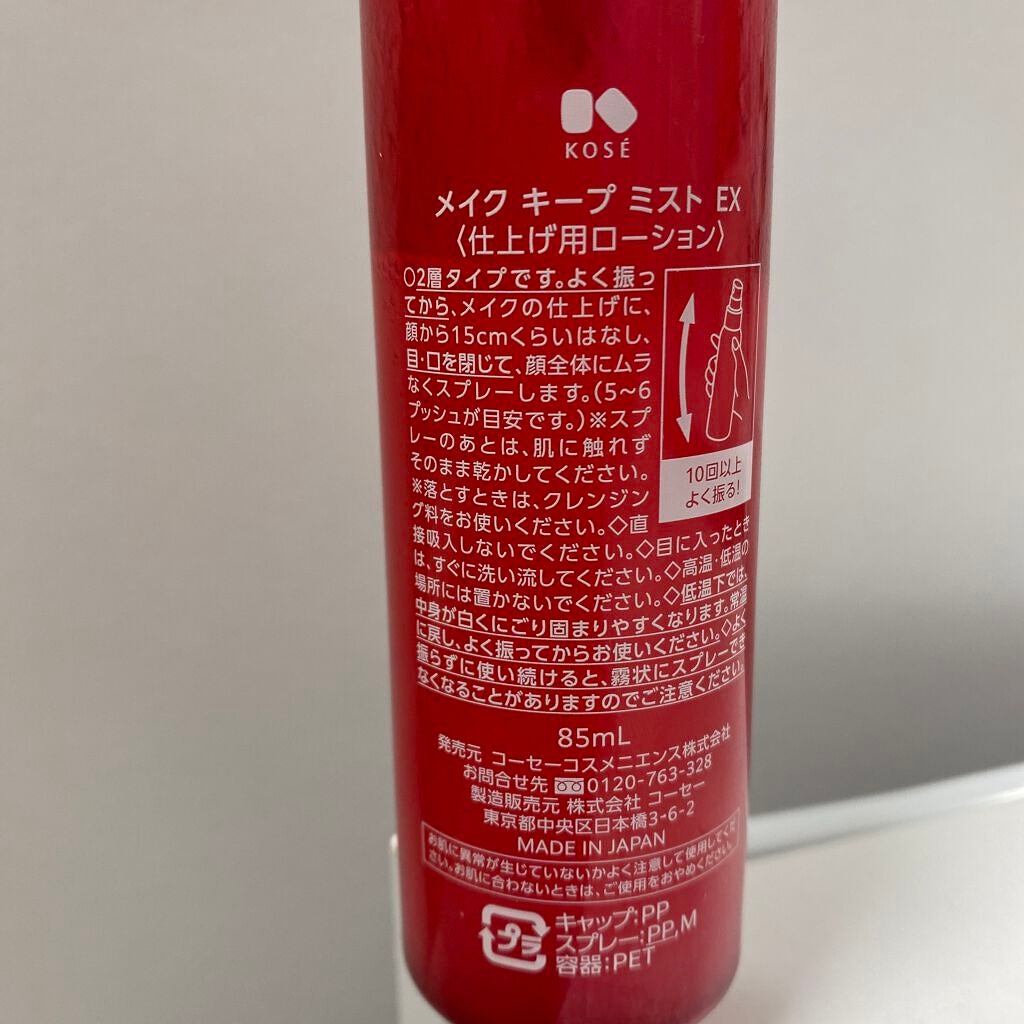 KOSÉ
メイク キープ ミスト EX
〈仕上げ用ローション〉
○2層タイプです。よく振っ
てから、メイクの仕上げに、
顔から15cmくらいはなし、
目・口を閉じて、顔全体にムラ
なくスプレーします。(5~6
プッシュが目安です。)※スプ
レーのあとは、肌に触れず
そのまま乾かしてください。
※落とすときは、クレンジン
グ料をお使いください。◇直
接吸入しないでください。◇目に入ったとき
は、すぐに洗い流してください。◇高温・低温の
場所には置かないでください。◇低温下では、
中身が白くにごり固まりやすくなります。常温
に戻し、よく振ってからお使いください。◇よく
振らずに使い続けると、霧状にスプレーでき
なくなることがありますのでご注意ください。
10回以上
よく振る!
85mL
発売元 コーセーコスメニエンス株式会社
お問合せ先 0120-763-328
製造販売元 株式会社 コーセー
東京都中央区日本橋3-6-2
MADE IN JAPAN
お肌に異常が生じていないかよく注意して使用してくだ
さい。お肌に合わないときは、ご使用をおやめください。
プラ
キャップ:PP
スプレー:PP,M
容器:PET